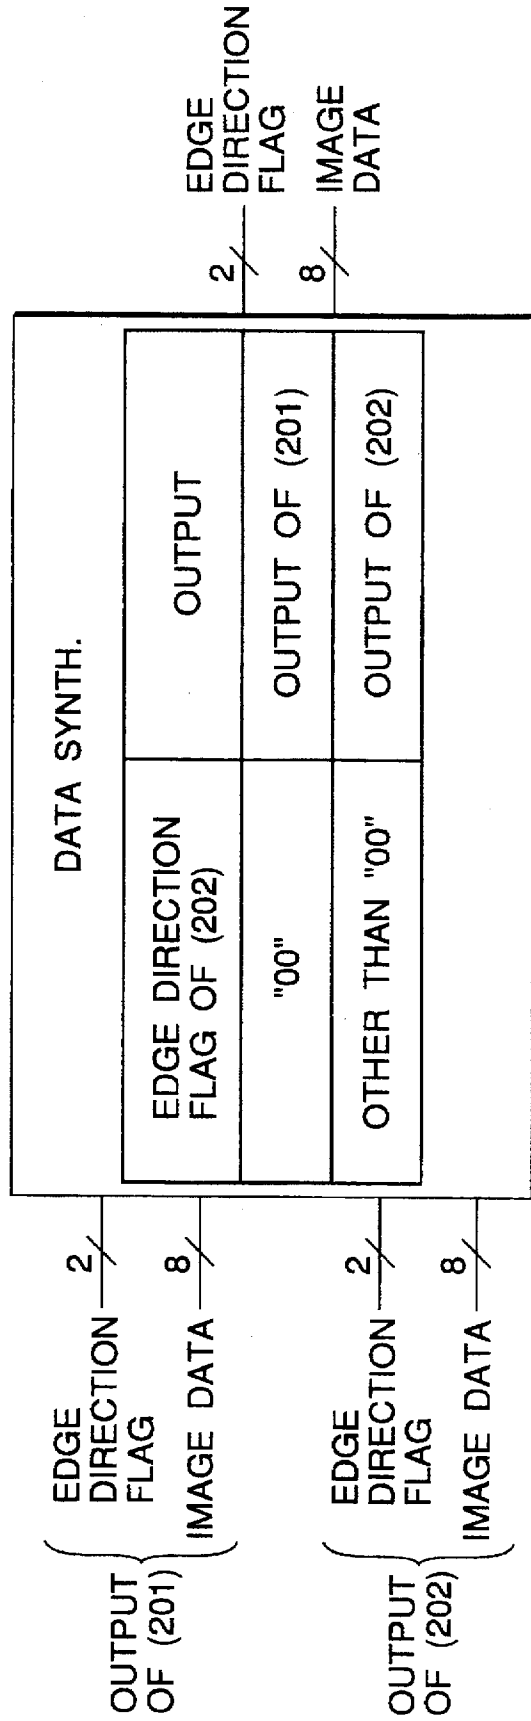 DATA SYNTH.
OUTPUT
OF (201)
EDGE
DIRECTION
FLAG
2
IMAGE DATA
8
OUTPUT
OF (202)
EDGE
DIRECTION
FLAG
2
IMAGE DATA
8
EDGE DIRECTION
FLAG OF (202)
OUTPUT
"00"
OUTPUT OF (201)
OTHER THAN "00"
OUTPUT OF (202)
2
EDGE
DIRECTION
FLAG
8
IMAGE
DATA